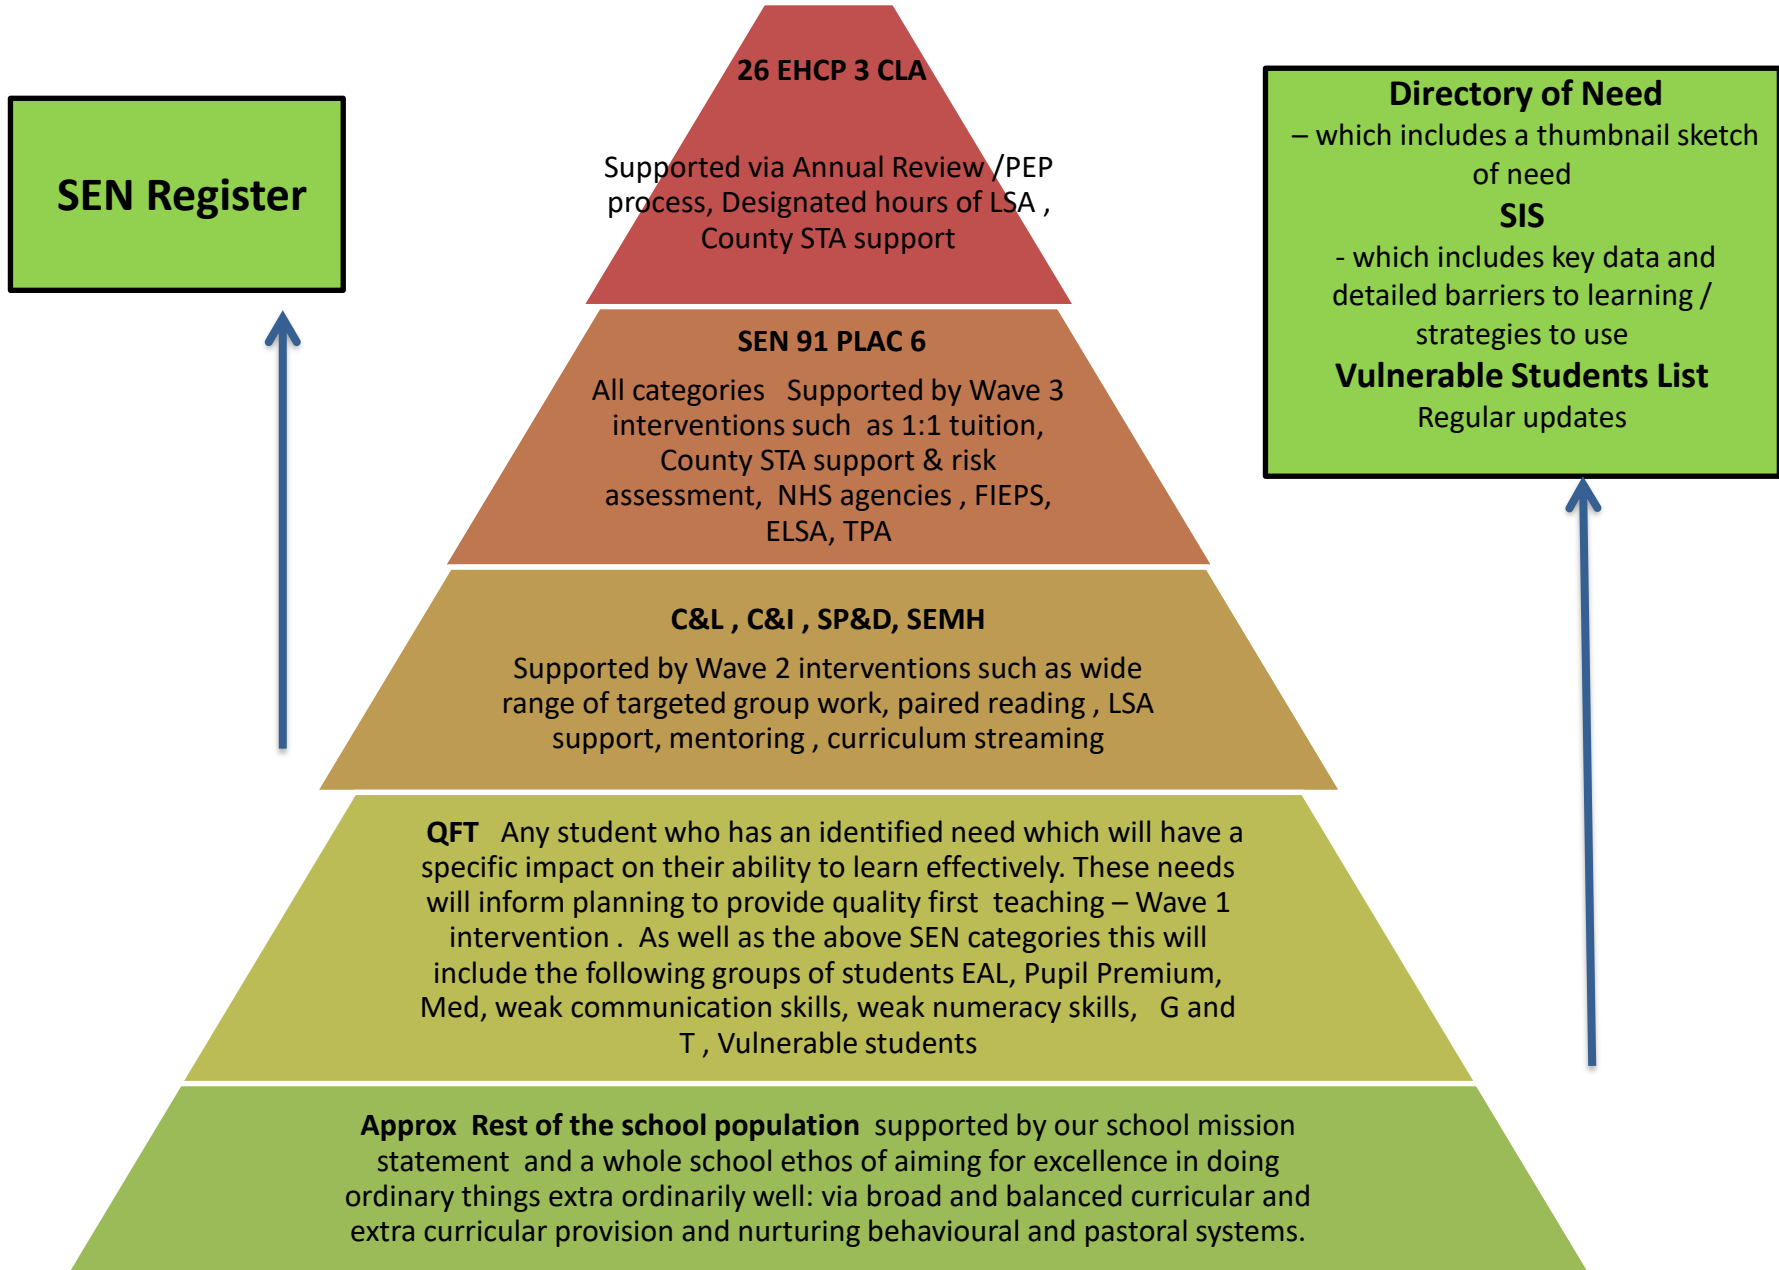 SEN Register
26 EHCP 3 CLA
Supported via Annual Review /PEP
process, Designated hours of LSA ,
County STA support
SEN 91 PLAC 6
All categories   Supported by Wave 3
interventions such  as 1:1 tuition,
County STA support & risk
assessment,  NHS agencies , FIEPS,
ELSA, TPA
C&L , C&I , SP&D, SEMH
Supported by Wave 2 interventions such as wide
range of targeted group work, paired reading , LSA
support, mentoring , curriculum streaming
QFT   Any student who has an identified need which will have a
specific impact on their ability to learn effectively. These needs
will inform planning to provide quality first  teaching – Wave 1
intervention .  As well as the above SEN categories this will
include the following groups of students EAL, Pupil Premium,
Med, weak communication skills, weak numeracy skills,   G and
T , Vulnerable students
Approx  Rest of the school population  supported by our school mission
statement  and a whole school ethos of aiming for excellence in doing
ordinary things extra ordinarily well: via broad and balanced curricular and
extra curricular provision and nurturing behavioural and pastoral systems.
Directory of Need
– which includes a thumbnail sketch
of need
SIS
- which includes key data and
detailed barriers to learning /
strategies to use
Vulnerable Students List
Regular updates